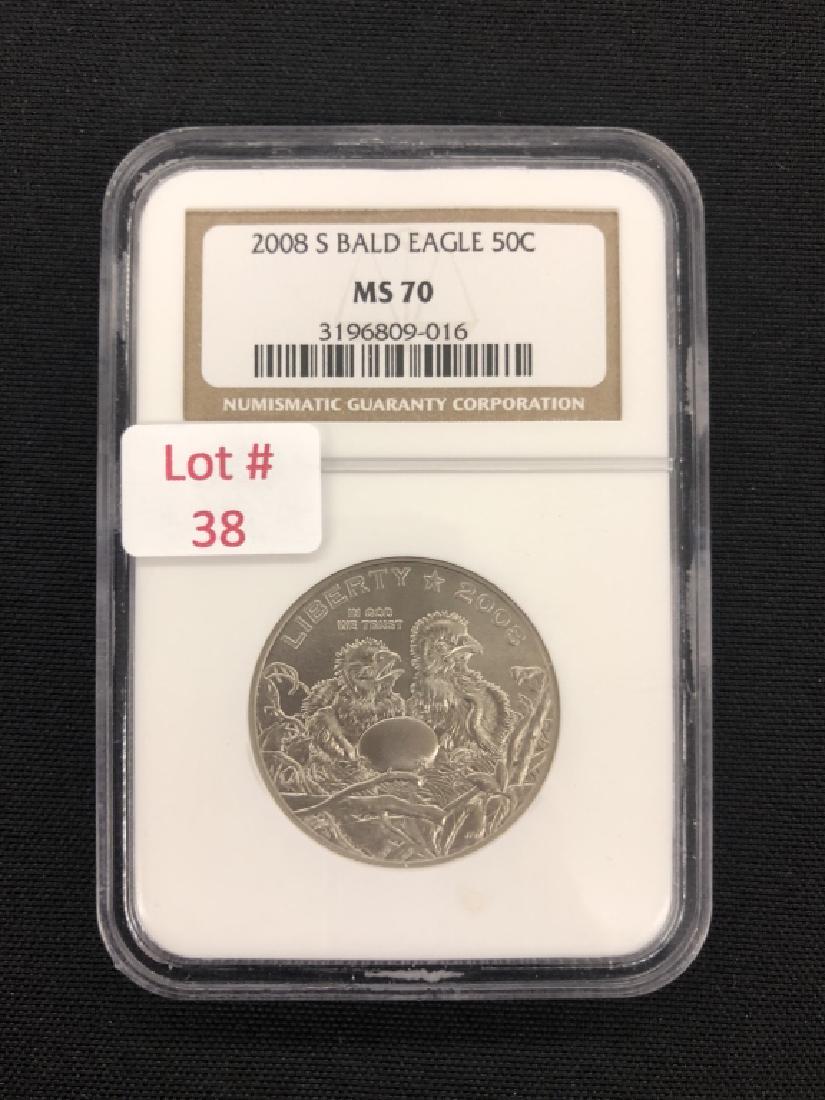 2008 S BALD EAGLE 50C
MS 70
3196809-016
NUMISMATIC GUARANTY CORPORATION
Lot #
38
LIBERTY ★ 2008
IN GOD
WE TRUST